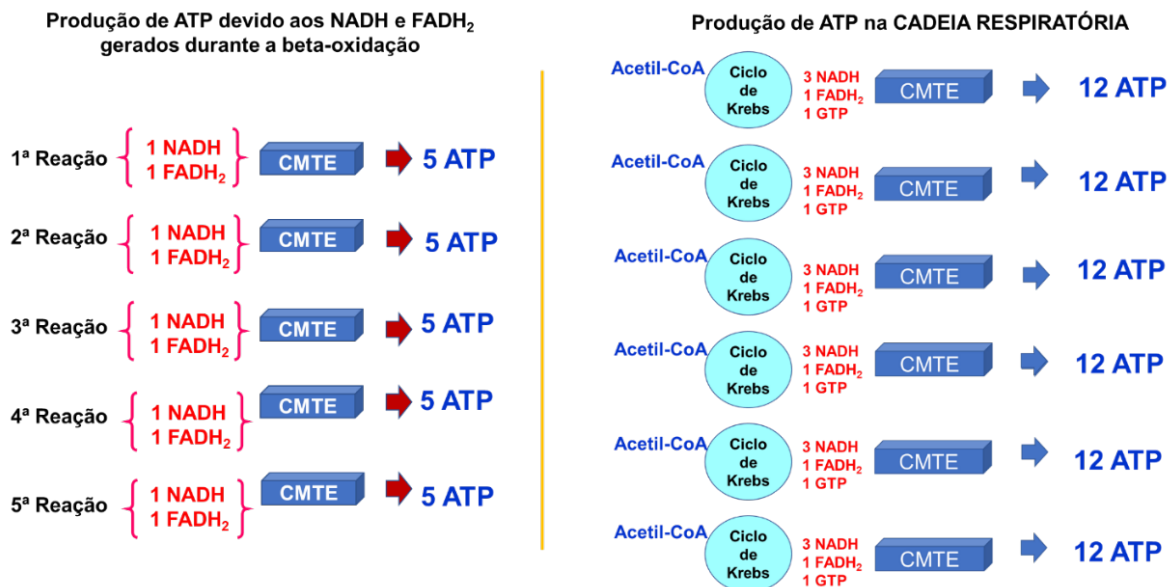 Produção de ATP devido aos NADH e FADH₂
gerados durante a beta-oxidação
1ª Reação
1 NADH
1 FADH₂
CMTE
5 ATP
2ª Reação
1 NADH
1 FADH₂
CMTE
5 ATP
3ª Reação
1 NADH
1 FADH₂
CMTE
5 ATP
4ª Reação
1 NADH
1 FADH₂
CMTE
5 ATP
5ª Reação
1 NADH
1 FADH₂
CMTE
5 ATP
Produção de ATP na CADEIA RESPIRATÓRIA
Acetil-CoA
Ciclo
de
Krebs
3 NADH
1 FADH₂
1 GTP
CMTE
12 ATP
Acetil-CoA
Ciclo
de
Krebs
3 NADH
1 FADH₂
1 GTP
CMTE
12 ATP
Acetil-CoA
Ciclo
de
Krebs
3 NADH
1 FADH₂
1 GTP
CMTE
12 ATP
Acetil-CoA
Ciclo
de
Krebs
3 NADH
1 FADH₂
1 GTP
CMTE
12 ATP
Acetil-CoA
Ciclo
de
Krebs
3 NADH
1 FADH₂
1 GTP
CMTE
12 ATP
Acetil-CoA
Ciclo
de
Krebs
3 NADH
1 FADH₂
1 GTP
CMTE
12 ATP